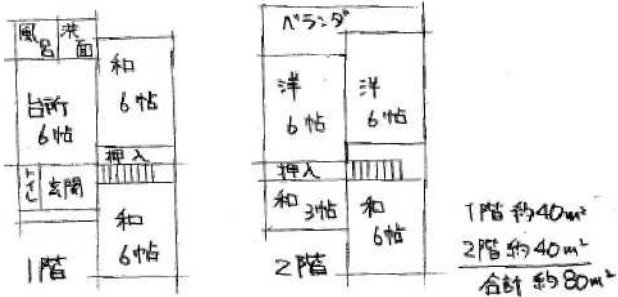 風呂
洗面
和
6帖
台所
6帖
押入
トイレ
玄関
和
6帖
1階
ベランダ
洋
6帖
洋
6帖
押入
和 3帖
和
6帖
2階
1階 約40m²
2階 約40m²
合計 約80m²